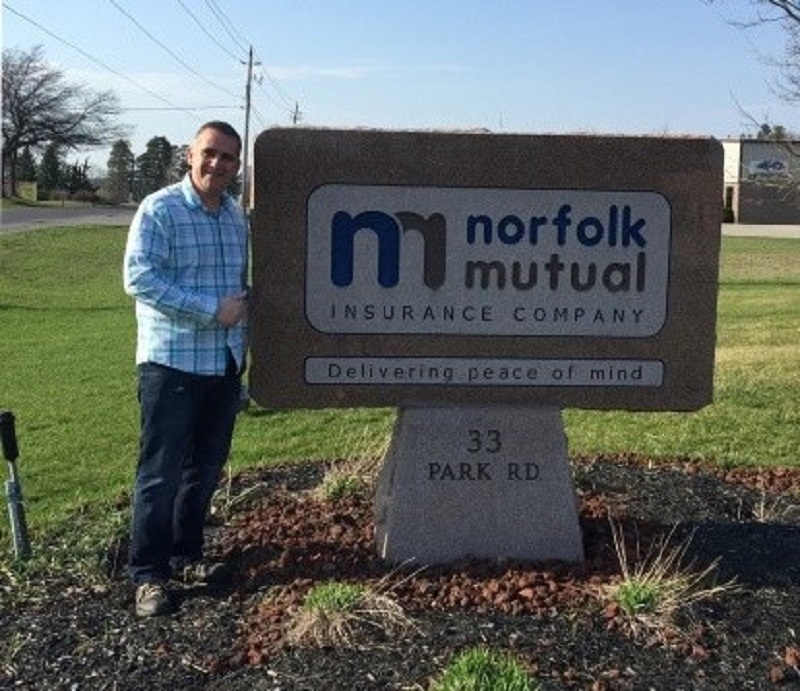 norfolk
mutual
INSURANCE COMPANY
Delivering peace of mind
33
PARK RD